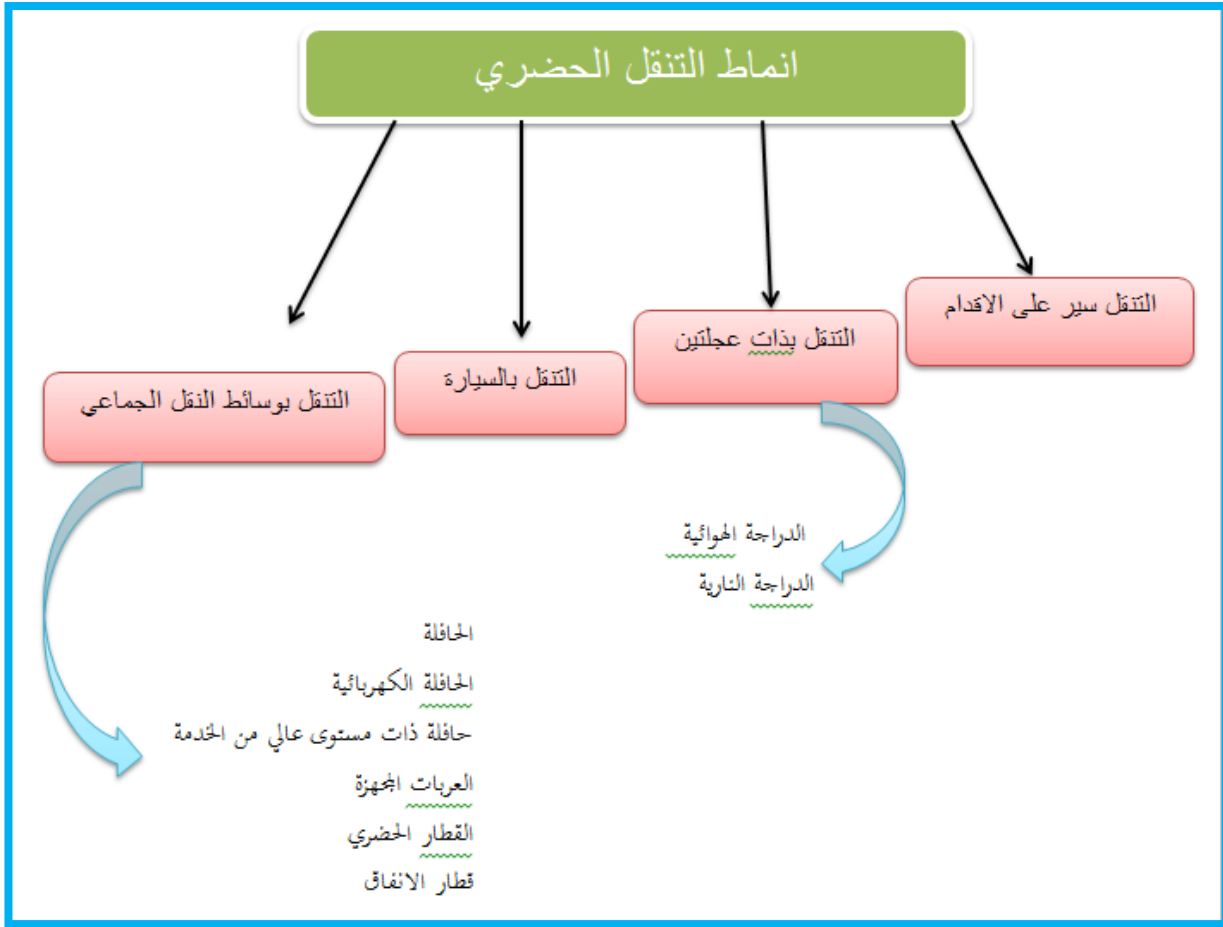 انماط التنقل الحضري
التنقل سير على الاقدام
التنقل بذات عجلتين
التنقل بالسيارة
التنقل بوسائط النقل الجماعي
الدراجة الهوائية
الدراجة النارية
الحافلة
الحافلة الكهربائية
حافلة ذات مستوى عالي من الخدمة
العربات المجهزة
القطار الحضري
قطار الانفاق